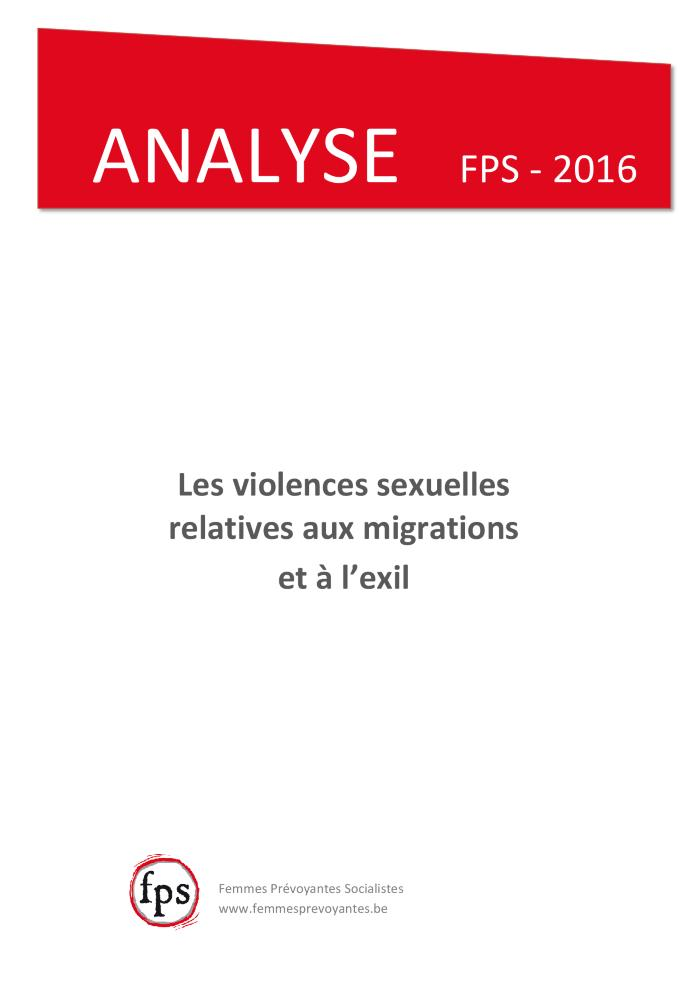 ANALYSE FPS - 2016
Les violences sexuelles
relatives aux migrations
et à l’exil
fps
Femmes Prévoyantes Socialistes
www.femmesprevoyantes.be